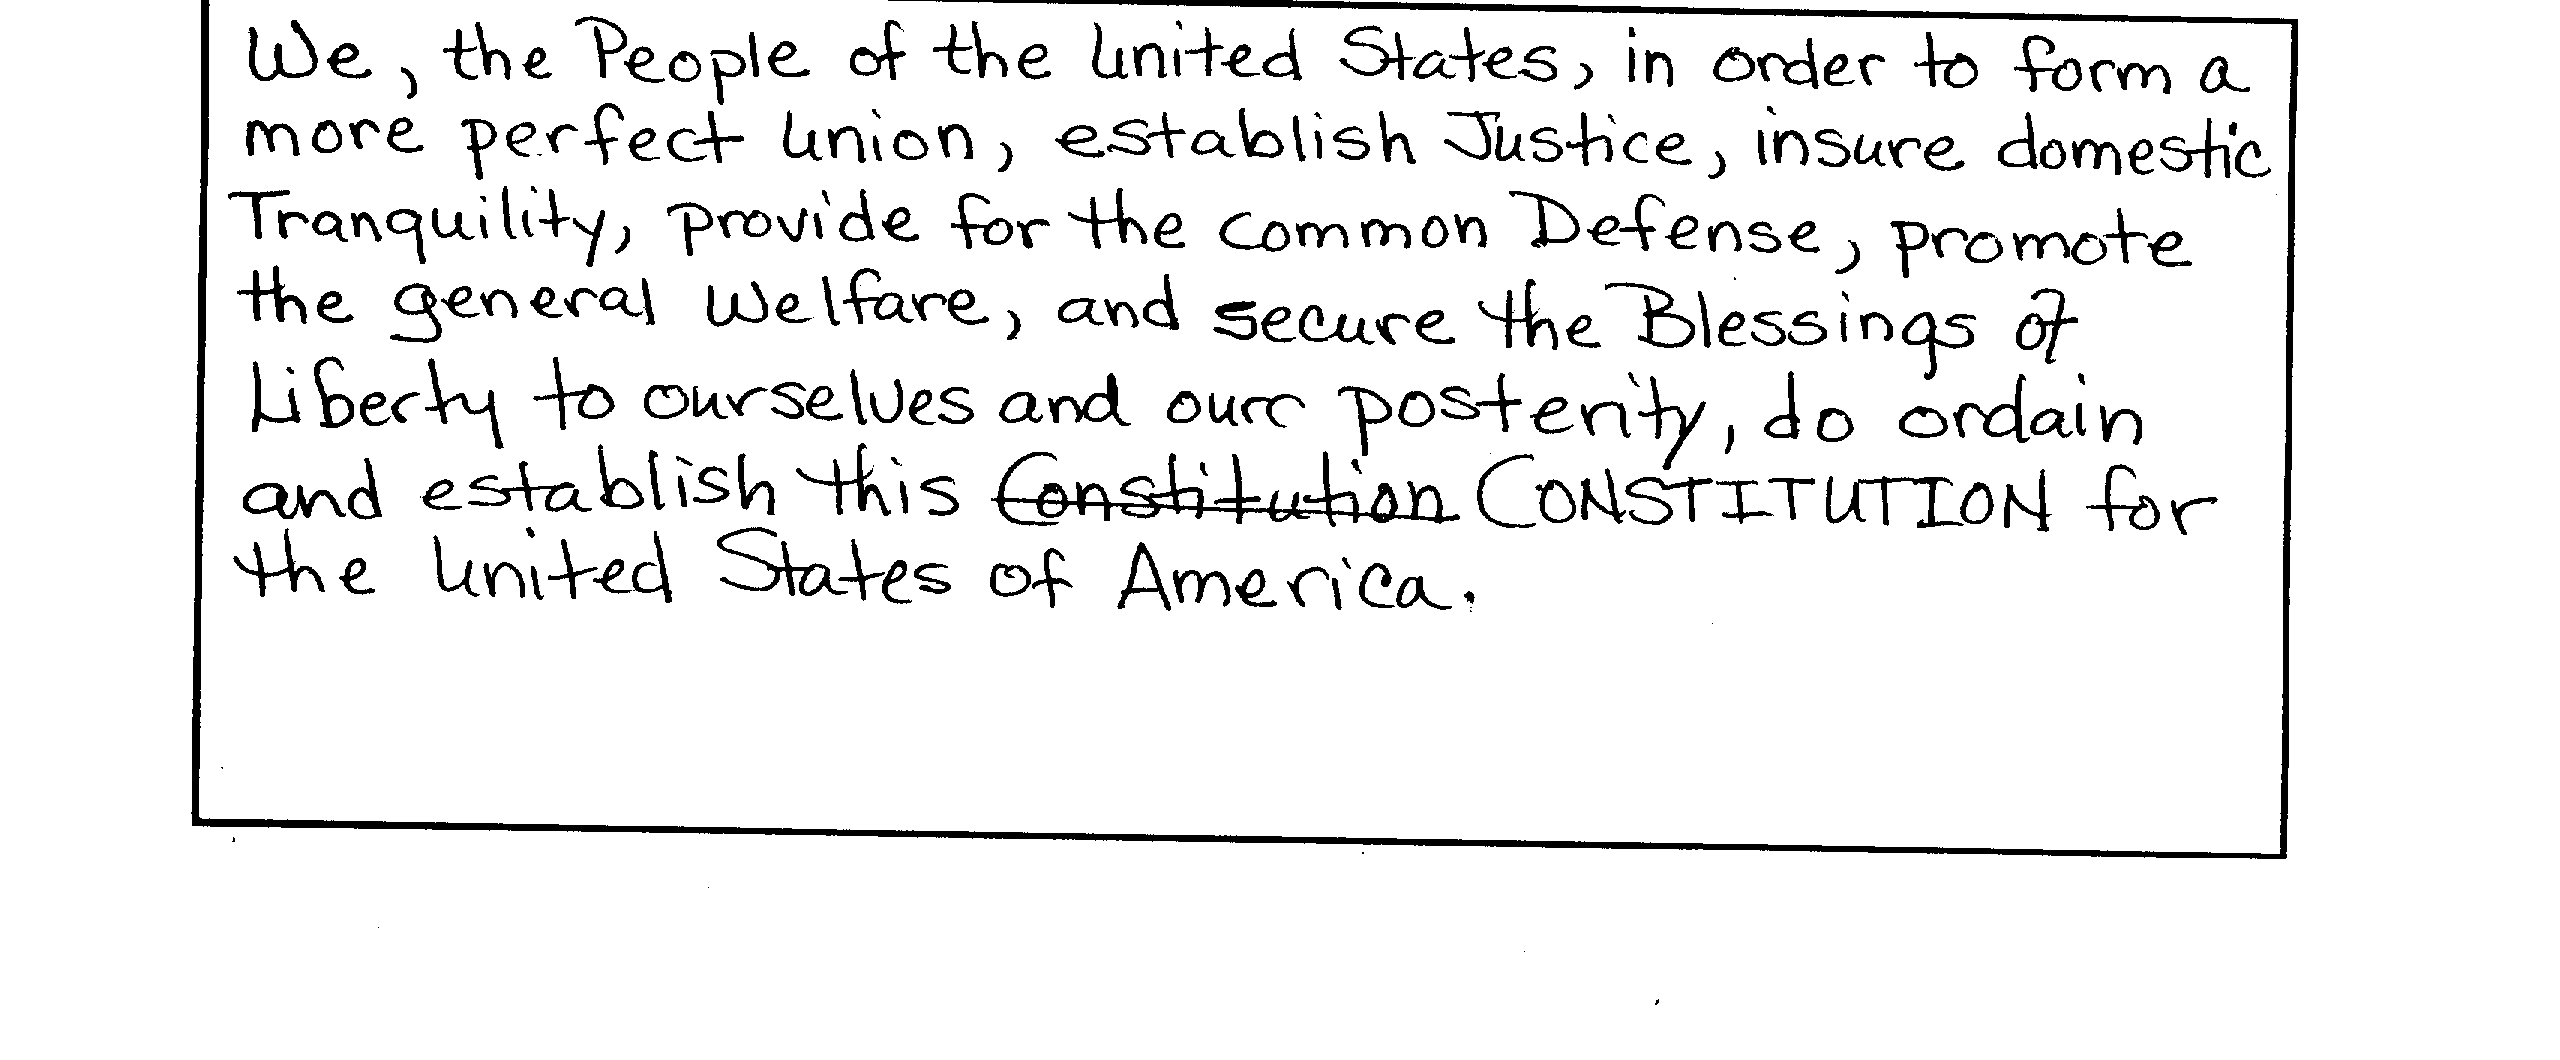 We, the People of the United States, in order to form a
more perfect Union, establish Justice, insure domestic
Tranquility, provide for the common Defense, promote
the general Welfare, and secure the Blessings of
Liberty to ourselves and our posterity, do ordain
and establish this ~~Constitution~~ CONSTITUTION for
the United States of America.